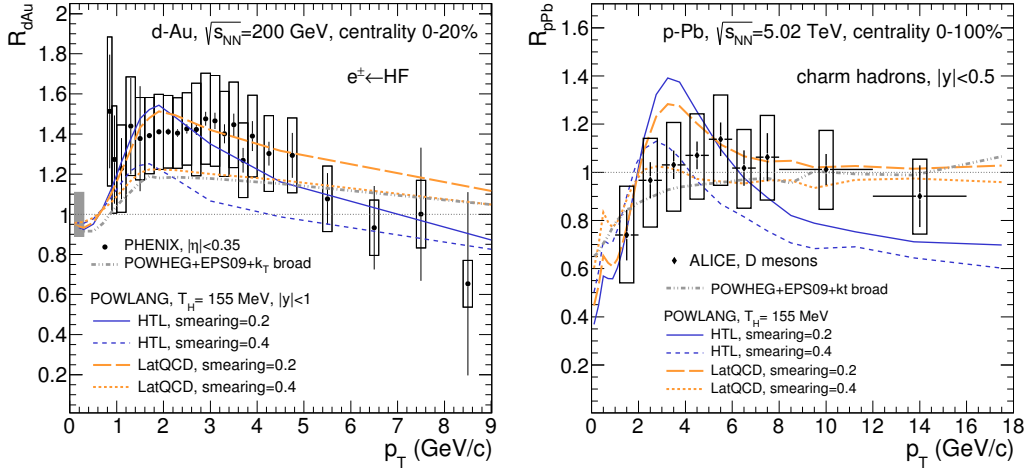 R_dAu
d-Au, √s_NN=200 GeV, centrality 0-20%
e±←HF
1.8
1.6
1.4
1.2
1
0.8
0.6
0.4
0.2
PHENIX, |η|<0.35
POWHEG+EPS09+k_T broad
POWLANG, T_H= 155 MeV, |y|<1
HTL, smearing=0.2
HTL, smearing=0.4
LatQCD, smearing=0.2
LatQCD, smearing=0.4
0 1 2 3 4 5 6 7 8 9
p_T (GeV/c)
R_pPb
p-Pb, √s_NN=5.02 TeV, centrality 0-100%
charm hadrons, |y|<0.5
1.6
1.4
1.2
1.0
0.8
0.6
0.4
0.2
0.0
ALICE, D mesons
POWHEG+EPS09+kt broad
POWLANG T_H= 155 MeV
HTL, smearing=0.2
HTL, smearing=0.4
LatQCD, smearing=0.2
LatQCD, smearing=0.4
0 2 4 6 8 10 12 14 16 18
p_T (GeV/c)